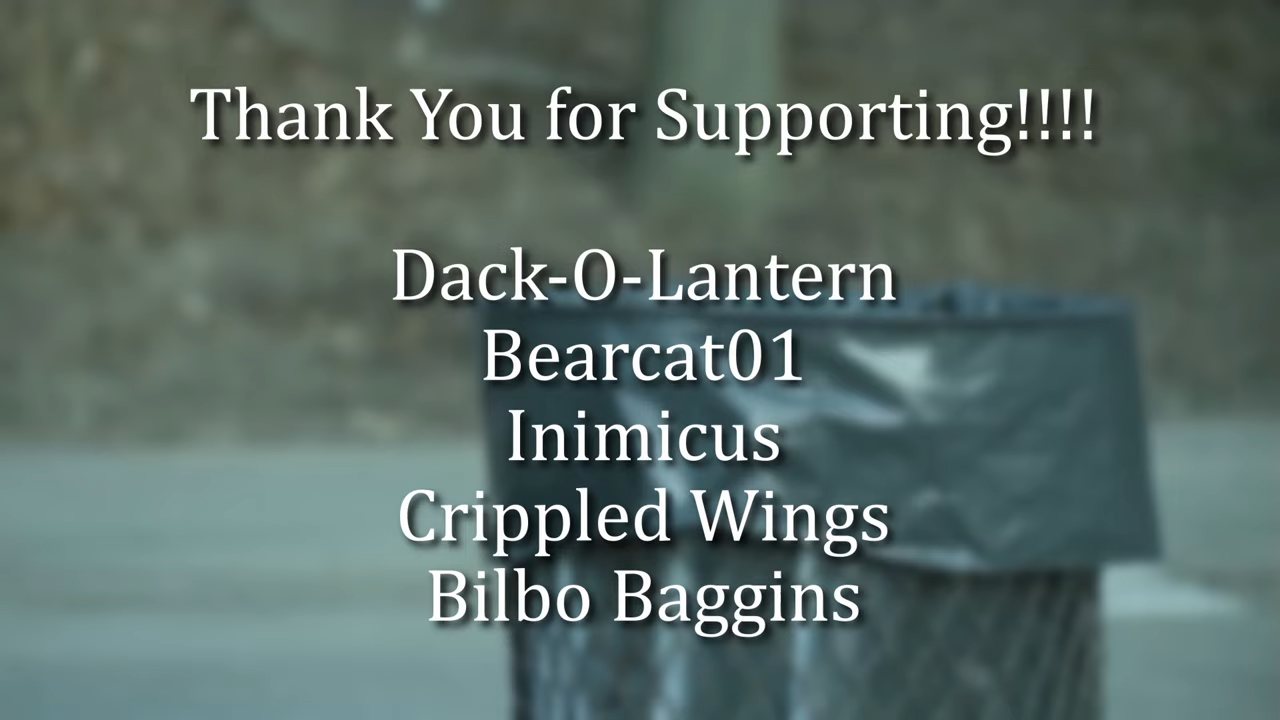 Thank You for Supporting!!!!
Dack-O-Lantern
Bearcat01
Inimicus
Crippled Wings
Bilbo Baggins